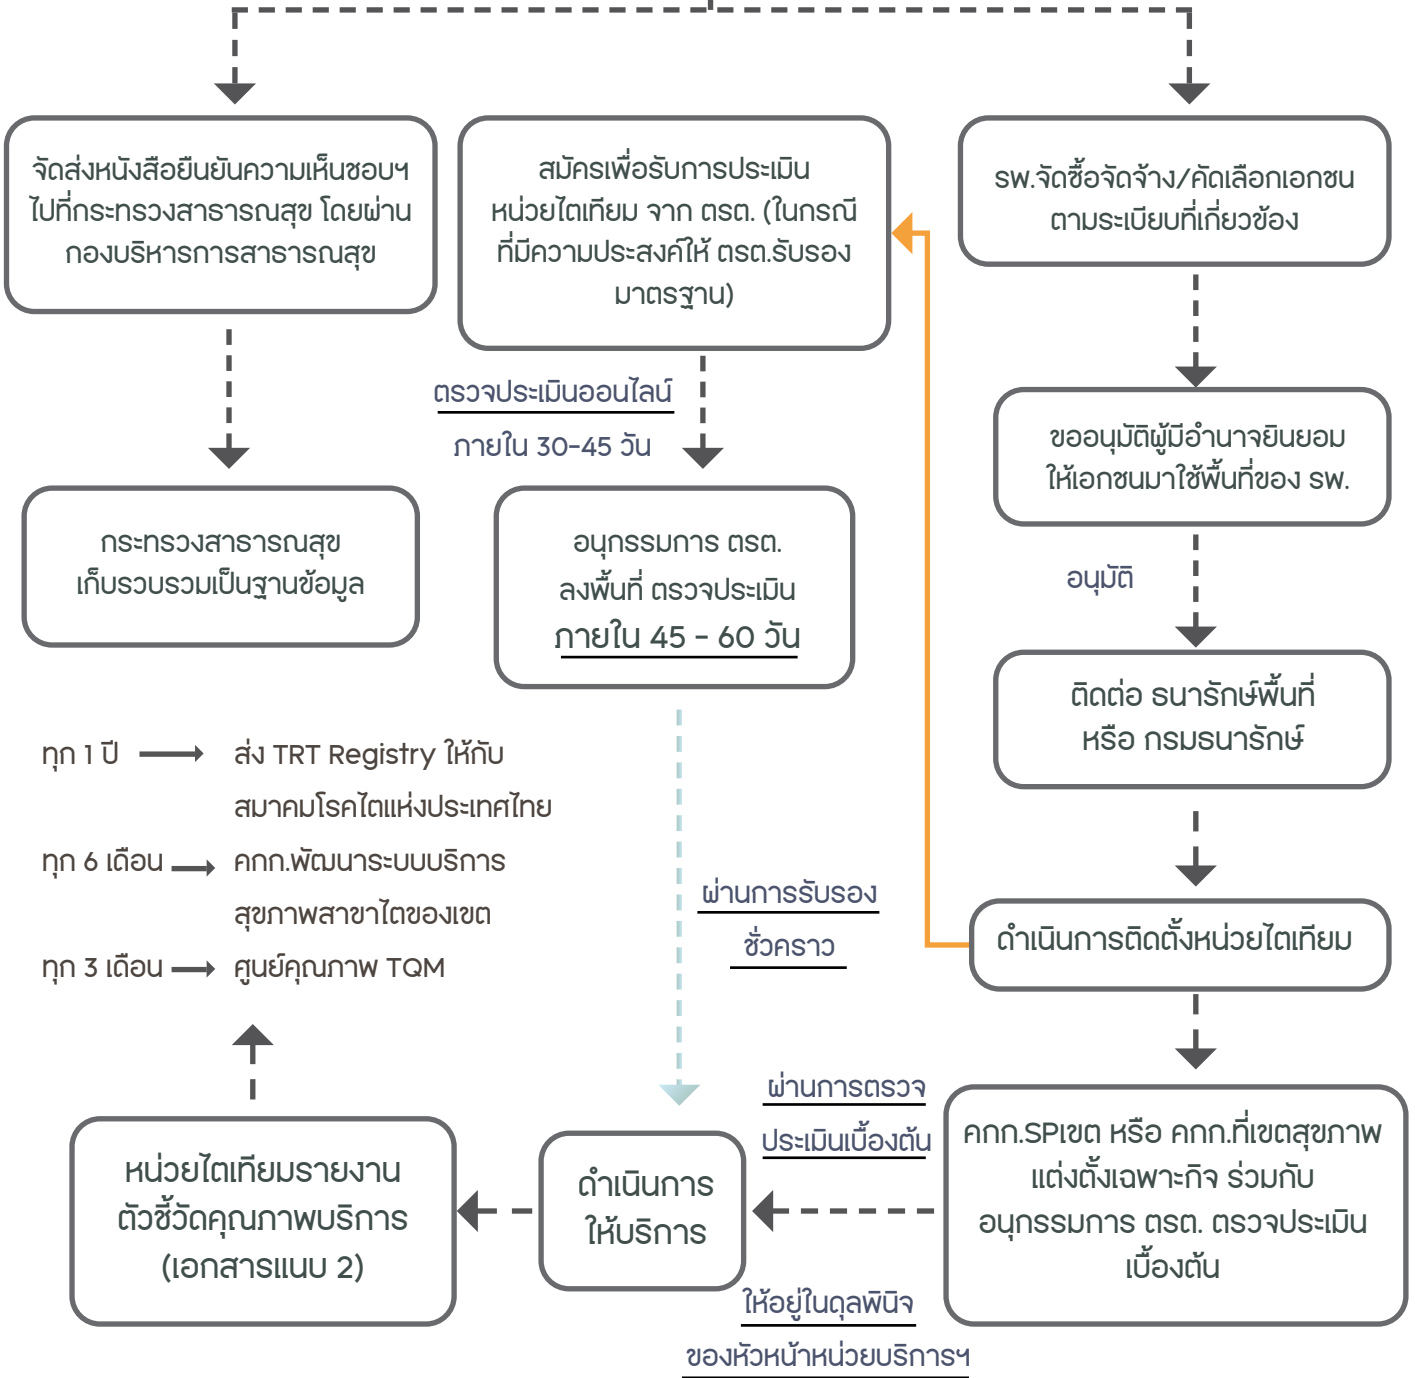 จัดส่งหนังสือยืนยันความเห็นชอบฯ
ไปที่กระทรวงสาธารณสุข โดยผ่าน
กองบริหารการสาธารณสุข
สมัครเพื่อรับการประเมิน
หน่วยไตเทียม จาก ตรต. (ในกรณี
ที่มีความประสงค์ให้ ตรต.รับรอง
มาตรฐาน)
รพ.จัดซื้อจัดจ้าง/คัดเลือกเอกชน
ตามระเบียบที่เกี่ยวข้อง
ตรวจประเมินออนไลน์
ภายใน 30-45 วัน
ขออนุมัติผู้มีอำนาจยินยอม
ให้เอกชนมาใช้พื้นที่ของ รพ.
กระทรวงสาธารณสุข
เก็บรวบรวมเป็นฐานข้อมูล
อนุกรรมการ ตรต.
ลงพื้นที่ ตรวจประเมิน
ภายใน 45 - 60 วัน
อนุมัติ
ติดต่อ ธนารักษ์พื้นที่
หรือ กรมธนารักษ์
ทุก 1 ปี ส่ง TRT Registry ให้กับ
สมาคมโรคไตแห่งประเทศไทย
ทุก 6 เดือน คกก.พัฒนาระบบบริการ
สุขภาพสาขาไตของเขต
ทุก 3 เดือน ศูนย์คุณภาพ TQM
ผ่านการรับรอง
ชั่วคราว
ดำเนินการติดตั้งหน่วยไตเทียม
ผ่านการตรวจ
ประเมินเบื้องต้น
คกก.SPเขต หรือ คกก.ที่เขตสุขภาพ
แต่งตั้งเฉพาะกิจ ร่วมกับ
อนุกรรมการ ตรต. ตรวจประเมิน
เบื้องต้น
ดำเนินการ
ให้บริการ
หน่วยไตเทียมรายงาน
ตัวชี้วัดคุณภาพบริการ
(เอกสารแนบ 2)
ให้อยู่ในดุลพินิจ
ของหัวหน้าหน่วยบริการฯ